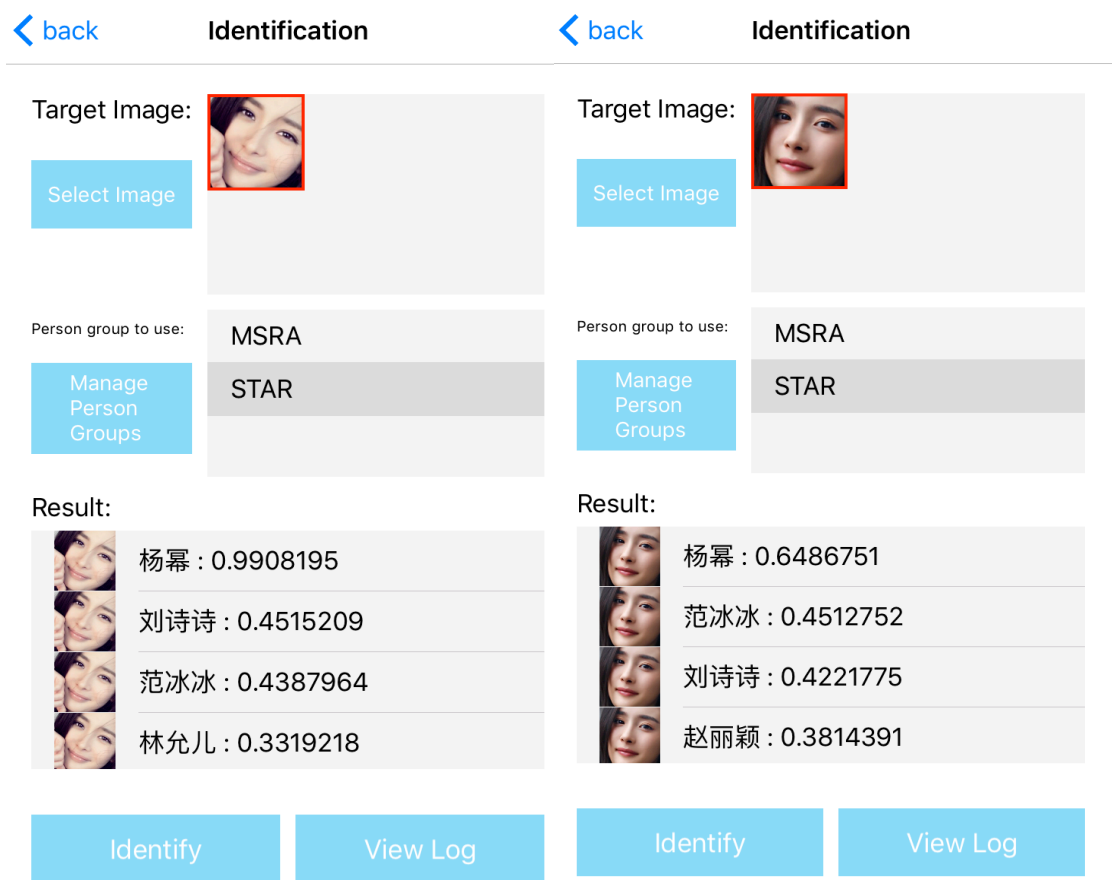 back
Identification
Target Image:
Select Image
Person group to use:
MSRA
Manage
Person
Groups
STAR
Result:
杨幂 : 0.9908195
刘诗诗 : 0.4515209
范冰冰 : 0.4387964
林允儿 : 0.3319218
Identify
View Log
back
Identification
Target Image:
Select Image
Person group to use:
MSRA
Manage
Person
Groups
STAR
Result:
杨幂 : 0.6486751
范冰冰 : 0.4512752
刘诗诗 : 0.4221775
赵丽颖 : 0.3814391
Identify
View Log